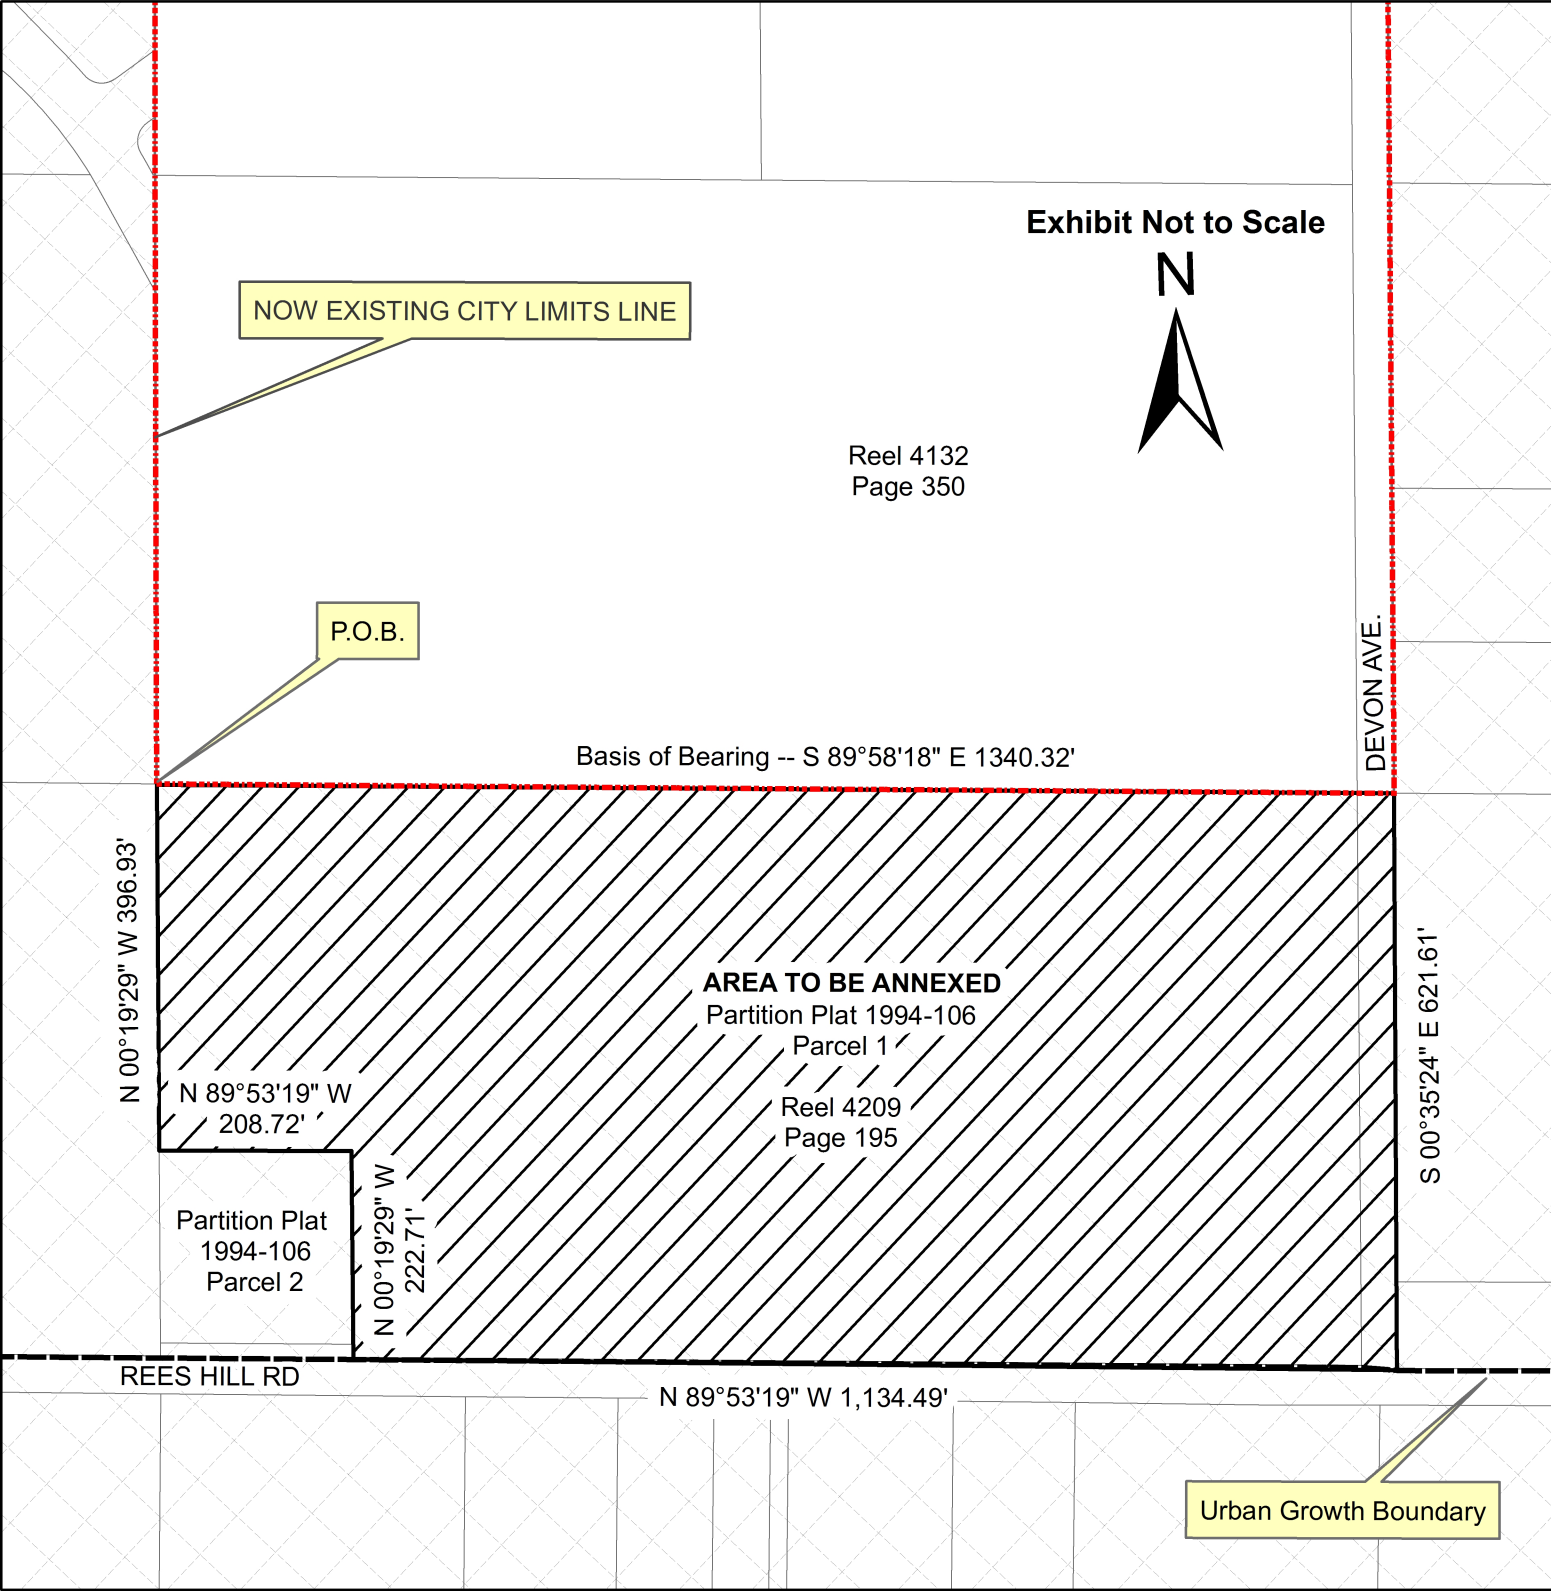 Exhibit Not to Scale
N
NOW EXISTING CITY LIMITS LINE
Reel 4132
Page 350
P.O.B.
DEVON AVE.
Basis of Bearing -- S 89°58'18" E 1340.32'
N 00°19'29" W 396.93'
AREA TO BE ANNEXED
Partition Plat 1994-106
Parcel 1
Reel 4209
Page 195
S 00°35'24" E 621.61'
N 89°53'19" W
208.72'
N 00°19'29" W
222.71'
Partition Plat
1994-106
Parcel 2
REES HILL RD
N 89°53'19" W 1,134.49'
Urban Growth Boundary